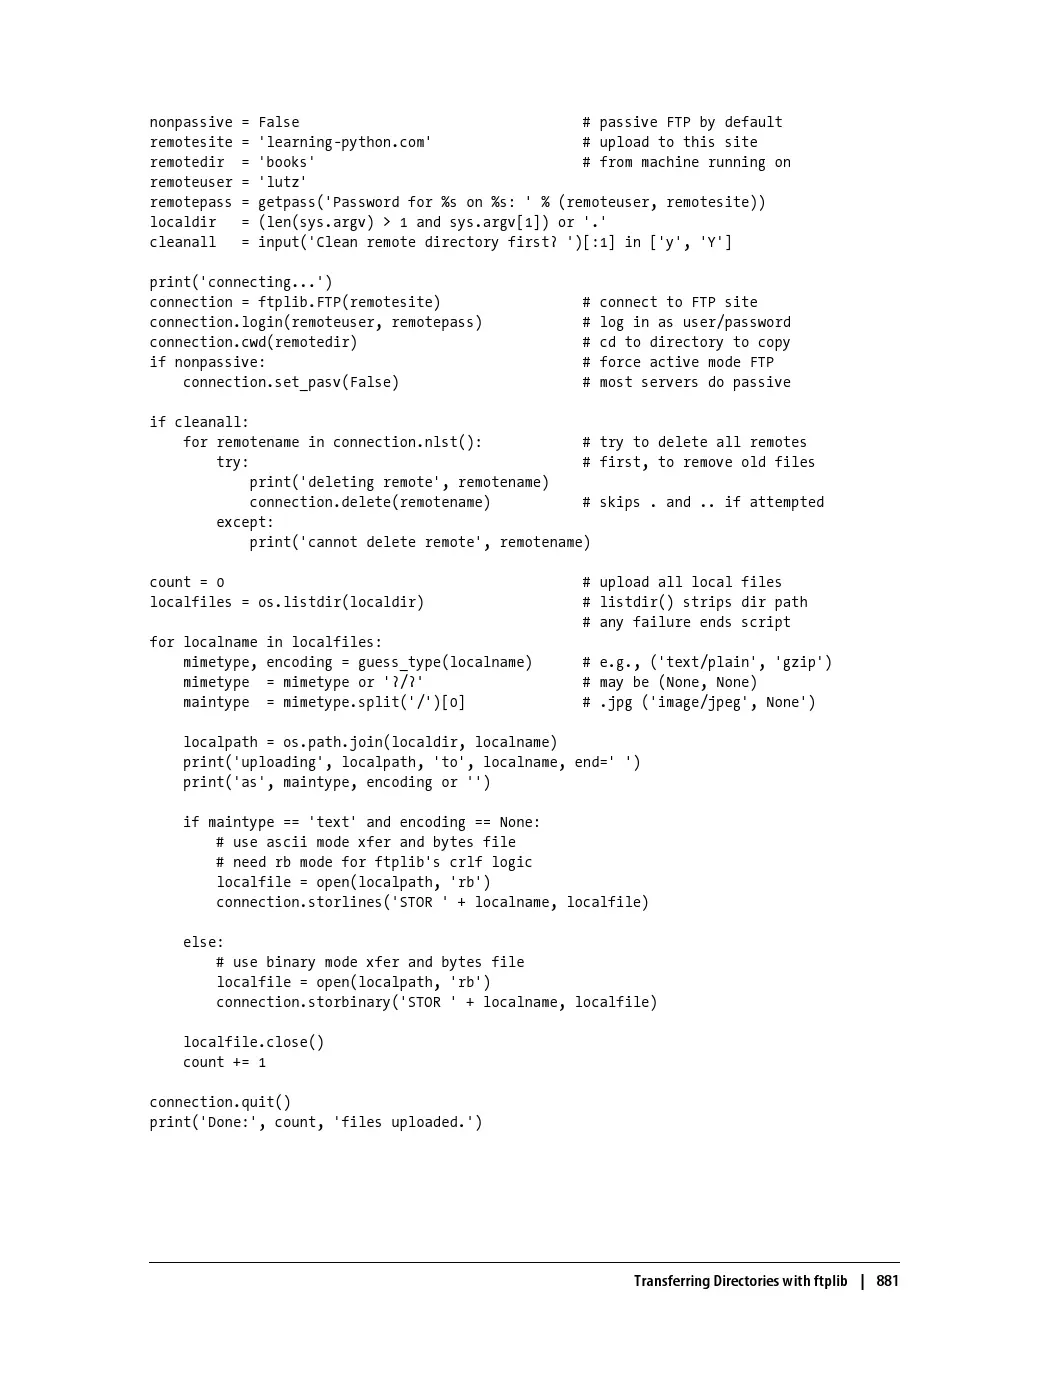 nonpassive = False                                  # passive FTP by default
remotesite = 'learning-python.com'                  # upload to this site
remotedir  = 'books'                                # from machine running on
remoteuser = 'lutz'
remotepass = getpass('Password for %s on %s: ' % (remoteuser, remotesite))
localdir   = (len(sys.argv) > 1 and sys.argv[1]) or '.'
cleanall   = input('Clean remote directory first? ')[:1] in ['y', 'Y']

print('connecting...')
connection = ftplib.FTP(remotesite)                 # connect to FTP site
connection.login(remoteuser, remotepass)            # log in as user/password
connection.cwd(remotedir)                           # cd to directory to copy
if nonpassive:                                      # force active mode FTP
    connection.set_pasv(False)                      # most servers do passive

if cleanall:
    for remotename in connection.nlst():            # try to delete all remotes
        try:                                        # first, to remove old files
            print('deleting remote', remotename)
            connection.delete(remotename)           # skips . and .. if attempted
        except:
            print('cannot delete remote', remotename)

count = 0                                           # upload all local files
localfiles = os.listdir(localdir)                   # listdir() strips dir path
                                                    # any failure ends script
for localname in localfiles:
    mimetype, encoding = guess_type(localname)      # e.g., ('text/plain', 'gzip')
    mimetype  = mimetype or '?/?'                   # may be (None, None)
    maintype  = mimetype.split('/')[0]              # .jpg ('image/jpeg', None')

    localpath = os.path.join(localdir, localname)
    print('uploading', localpath, 'to', localname, end=' ')
    print('as', maintype, encoding or '')

    if maintype == 'text' and encoding == None:
        # use ascii mode xfer and bytes file
        # need rb mode for ftplib's crlf logic
        localfile = open(localpath, 'rb')
        connection.storlines('STOR ' + localname, localfile)

    else:
        # use binary mode xfer and bytes file
        localfile = open(localpath, 'rb')
        connection.storbinary('STOR ' + localname, localfile)

    localfile.close()
    count += 1

connection.quit()
print('Done:', count, 'files uploaded.')

Transferring Directories with ftplib | 881